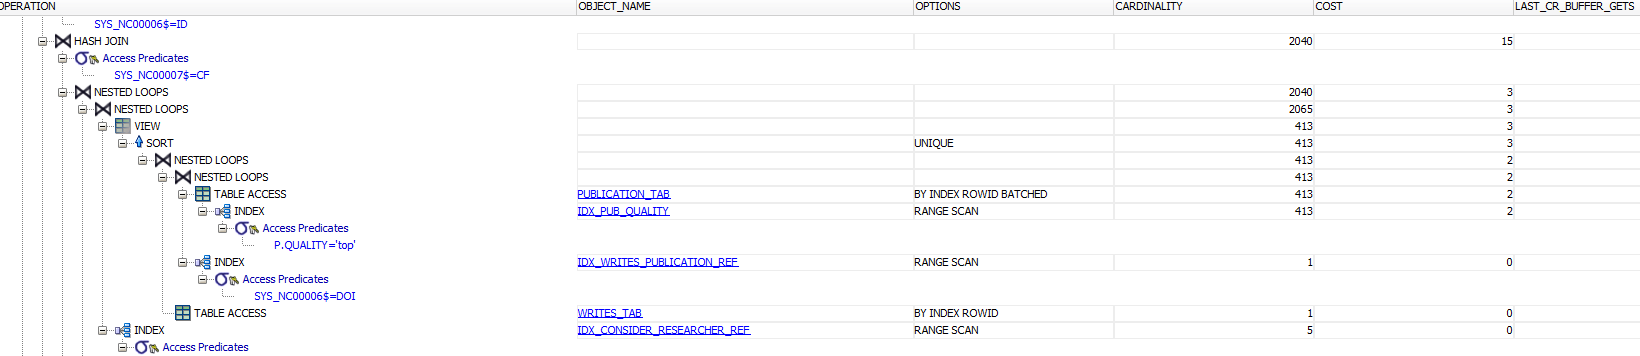 OPERATION OBJECT_NAME OPTIONS CARDINALITY COST LAST_CR_BUFFER_GETS
SYS_NC00006$=ID
HASH JOIN 2040 15
Access Predicates
SYS_NC00007$=CF
NESTED LOOPS 2040 3
NESTED LOOPS 2065 3
VIEW 413 3
SORT UNIQUE 413 3
NESTED LOOPS 413 2
NESTED LOOPS 413 2
TABLE ACCESS PUBLICATION_TAB BY INDEX ROWID BATCHED 413 2
INDEX IDX_PUB_QUALITY RANGE SCAN 413 2
Access Predicates
P.QUALITY='top'
INDEX IDX_WRITES_PUBLICATION_REF RANGE SCAN 1 0
Access Predicates
SYS_NC00006$=DOI
TABLE ACCESS WRITES_TAB BY INDEX ROWID 1 0
INDEX IDX_CONSIDER_RESEARCHER_REF RANGE SCAN 5 0
Access Predicates